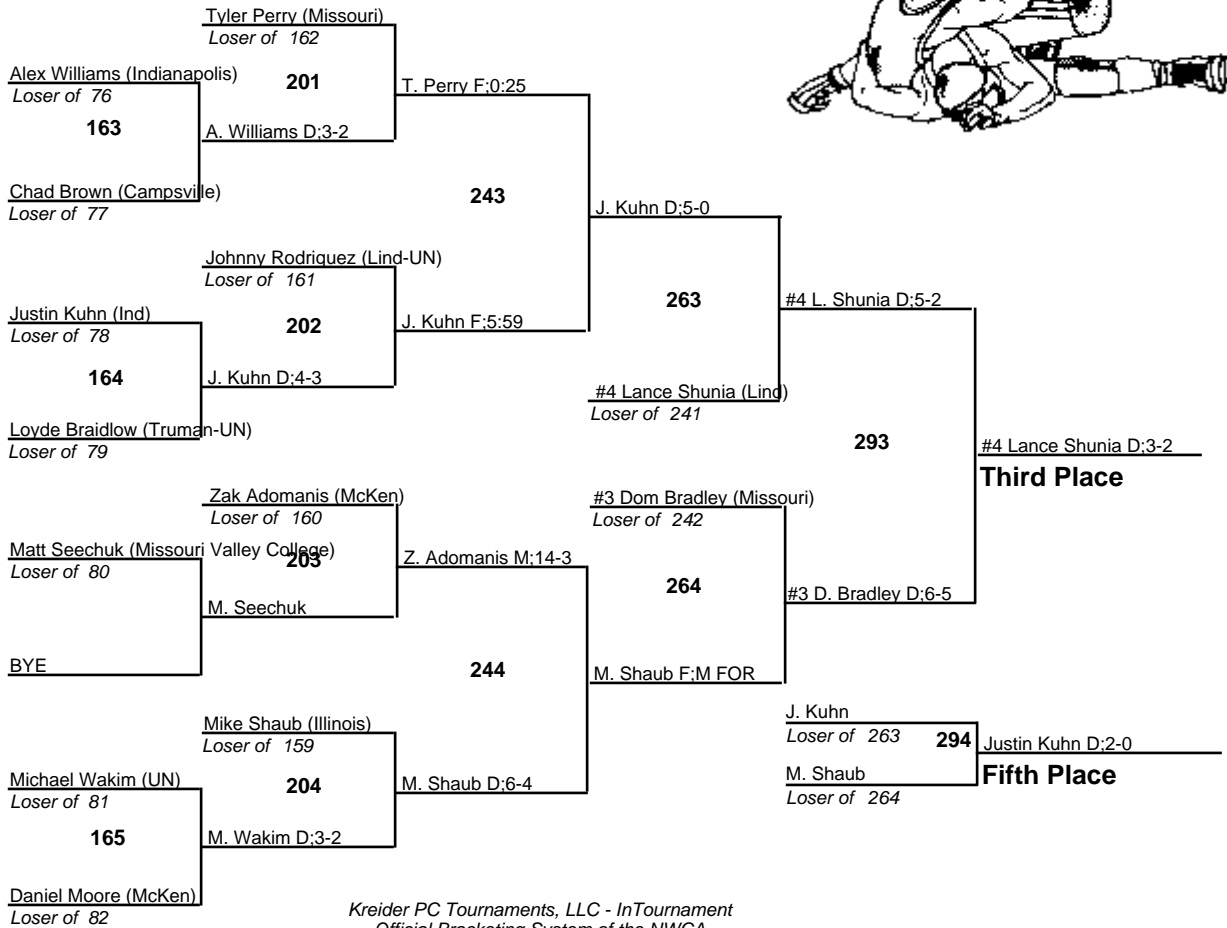 Tyler Perry (Missouri)
Loser of 162
Alex Williams (Indianapolis)
Loser of 76
201
T. Perry F;0:25
163
A. Williams D;3-2
Chad Brown (Campsville)
Loser of 77
243
J. Kuhn D;5-0
Johnny Rodriquez (Lind-UN)
Loser of 161
Justin Kuhn (Ind)
Loser of 78
202
J. Kuhn F;5:59
263
#4 L. Shunia D;5-2
164
J. Kuhn D;4-3
#4 Lance Shunia (Lind)
Loser of 241
Loyde Braidlow (Truman-UN)
Loser of 79
293
#4 Lance Shunia D;3-2
Third Place
Zak Adomanis (McKen)
Loser of 160
#3 Dom Bradley (Missouri)
Loser of 242
Matt Seechuk (Missouri Valley College)
Loser of 80
203
Z. Adomanis M;14-3
264
#3 D. Bradley D;6-5
M. Seechuk
BYE
244
M. Shaub F;M FOR
Mike Shaub (Illinois)
Loser of 159
J. Kuhn
Loser of 263
294
Justin Kuhn D;2-0
Fifth Place
M. Shaub
Loser of 264
Michael Wakim (UN)
Loser of 81
204
M. Shaub D;6-4
165
M. Wakim D;3-2
Daniel Moore (McKen)
Loser of 82
Kreider PC Tournaments, LLC - InTournament
Official Bracketing System of the NWCA